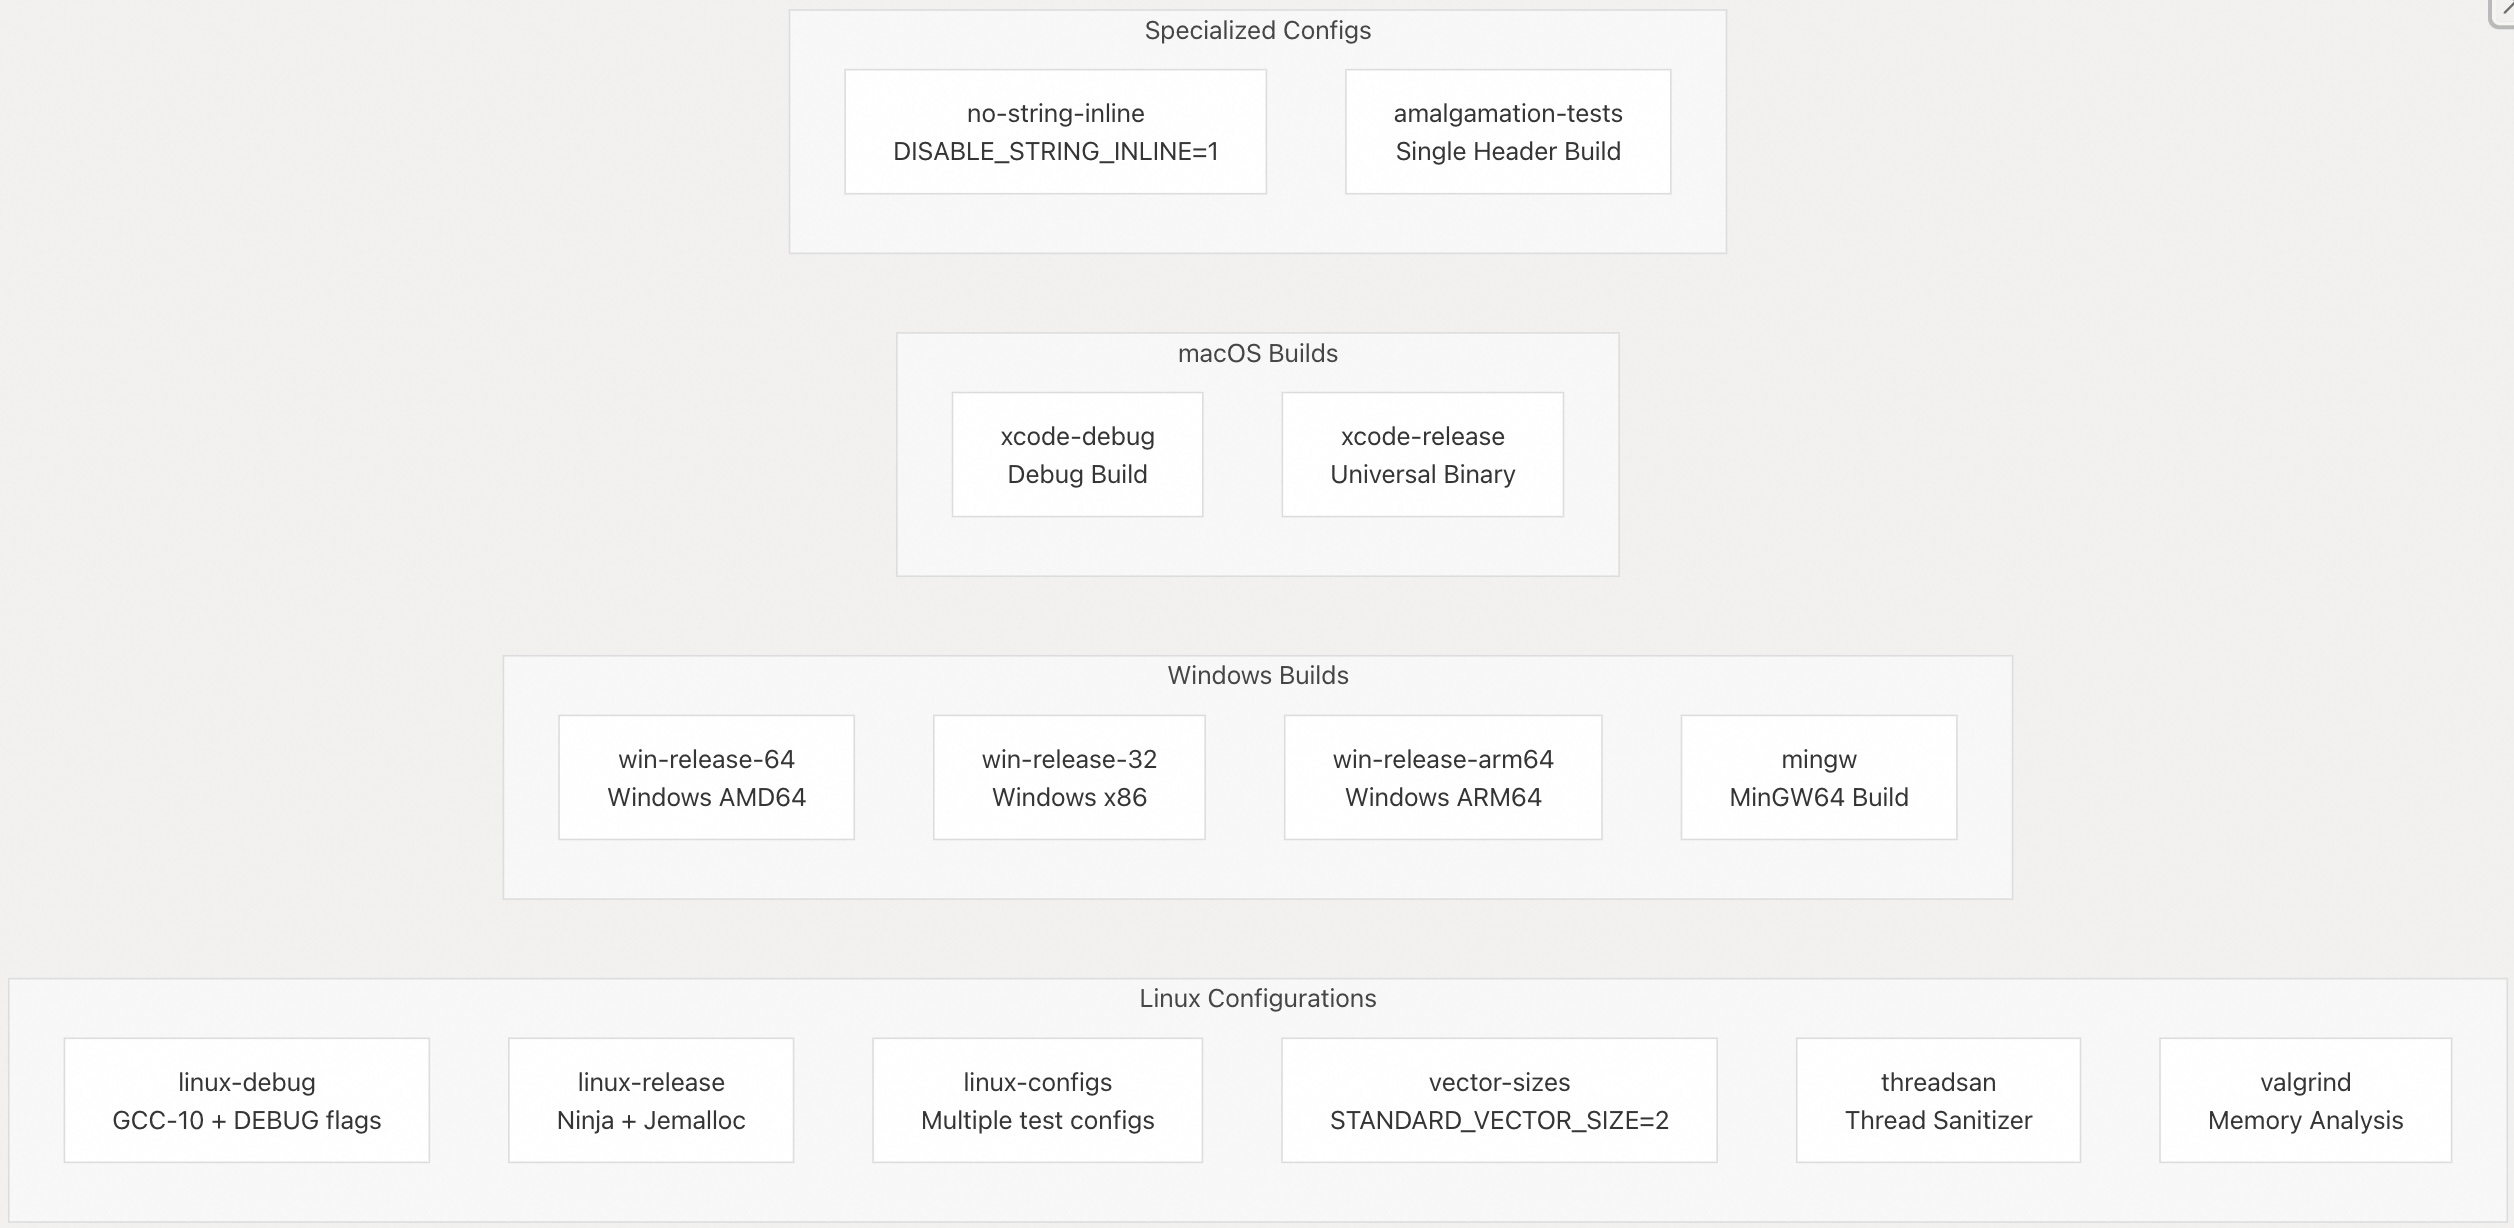 Specialized Configs
no-string-inline
DISABLE_STRING_INLINE=1
amalgamation-tests
Single Header Build
macOS Builds
xcode-debug
Debug Build
xcode-release
Universal Binary
Windows Builds
win-release-64
Windows AMD64
win-release-32
Windows x86
win-release-arm64
Windows ARM64
mingw
MinGW64 Build
Linux Configurations
linux-debug
GCC-10 + DEBUG flags
linux-release
Ninja + Jemalloc
linux-configs
Multiple test configs
vector-sizes
STANDARD_VECTOR_SIZE=2
threadsan
Thread Sanitizer
valgrind
Memory Analysis